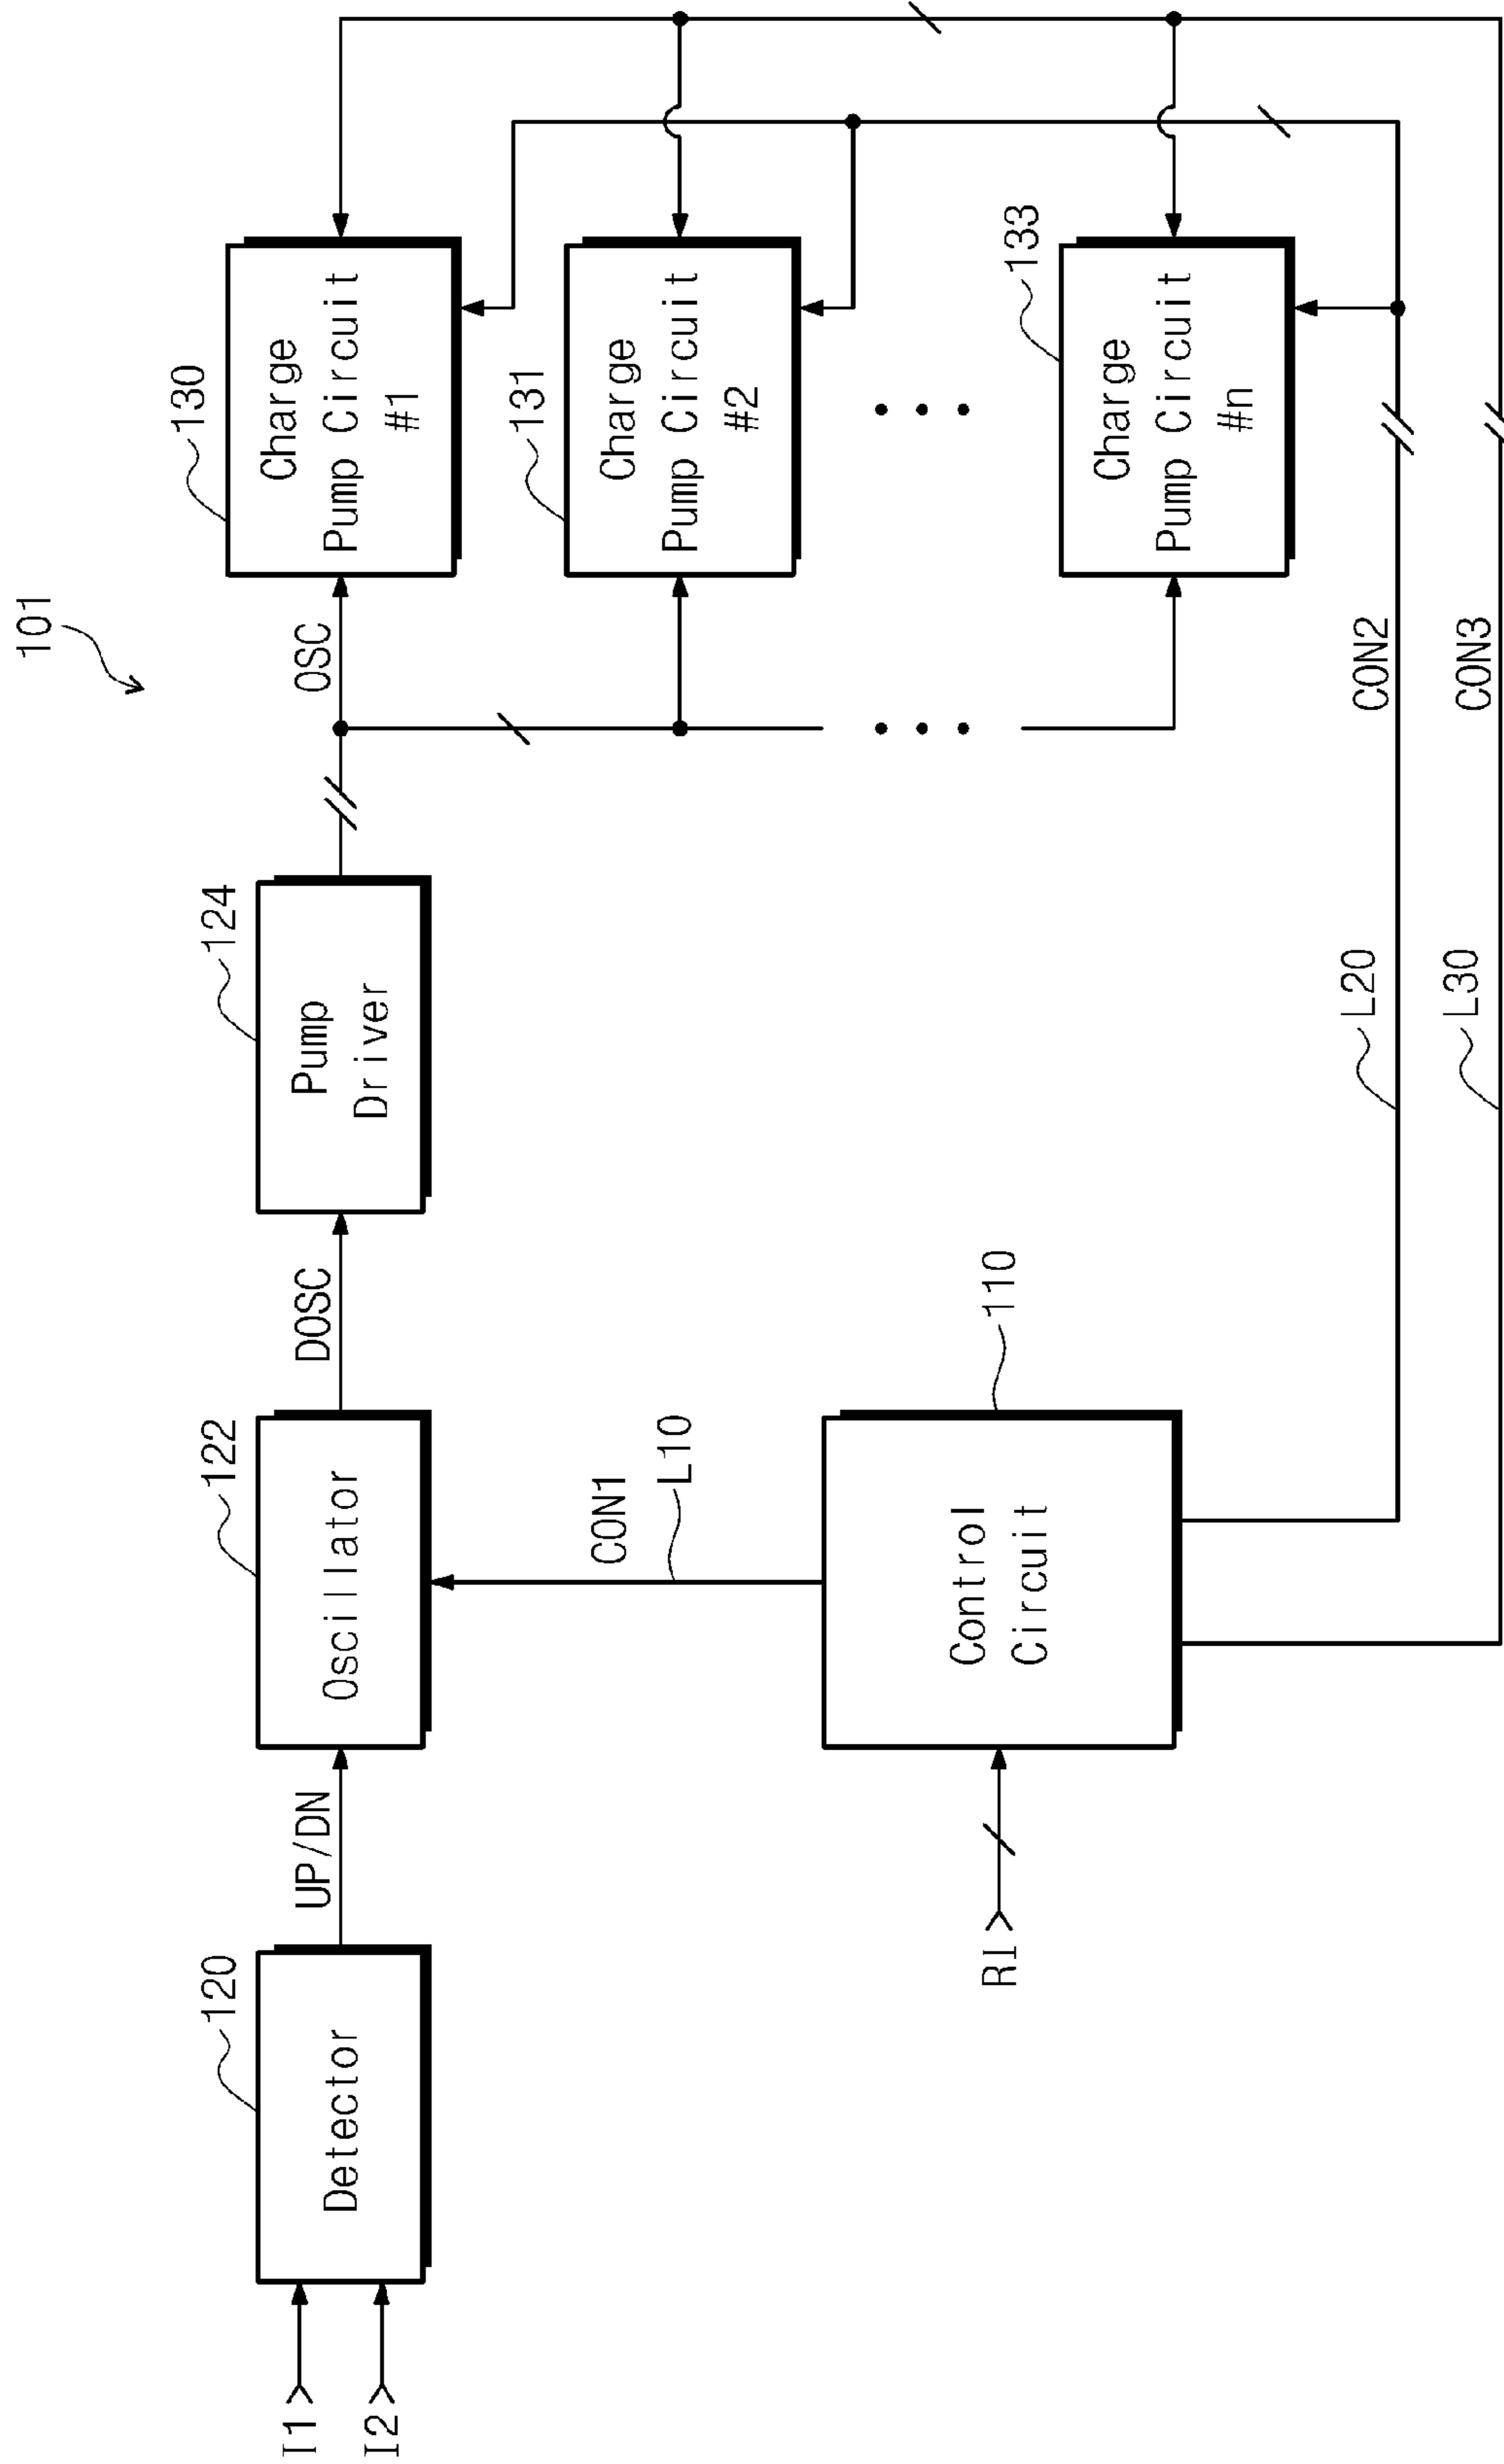 101
I1
I2
Detector
120
UP/DN
Oscillator
122
DOSC
Pump
Driver
124
OSC
Charge
Pump Circuit
#1
130
Charge
Pump Circuit
#2
131
Charge
Pump Circuit
#n
133
RI
Control
Circuit
110
CON1
L10
L20
CON2
L30
CON3